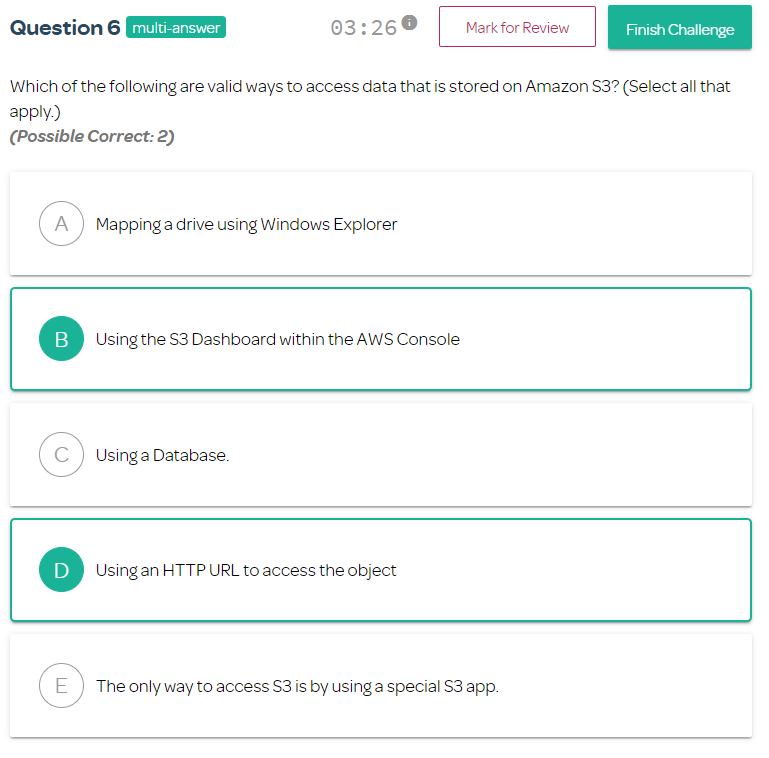 Question 6 multi-answer 03:26 i Mark for Review Finish Challenge
Which of the following are valid ways to access data that is stored on Amazon S3? (Select all that
apply.)
(Possible Correct: 2)
A Mapping a drive using Windows Explorer
B Using the S3 Dashboard within the AWS Console
C Using a Database.
D Using an HTTP URL to access the object
E The only way to access S3 is by using a special S3 app.